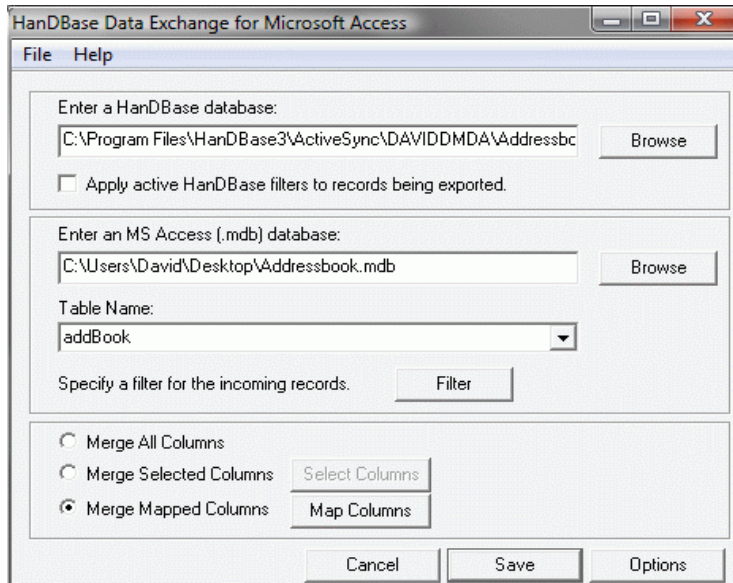 HanDBase Data Exchange for Microsoft Access
File Help
Enter a HanDBase database:
C:\Program Files\HanDBase3\ActiveSync\DAVIDDMDA\Addressbc Browse
Apply active HanDBase filters to records being exported.
Enter an MS Access (.mdb) database:
C:\Users\David\Desktop\Addressbook.mdb Browse
Table Name:
addBook
Specify a filter for the incoming records. Filter
Merge All Columns
Merge Selected Columns Select Columns
Merge Mapped Columns Map Columns
Cancel Save Options